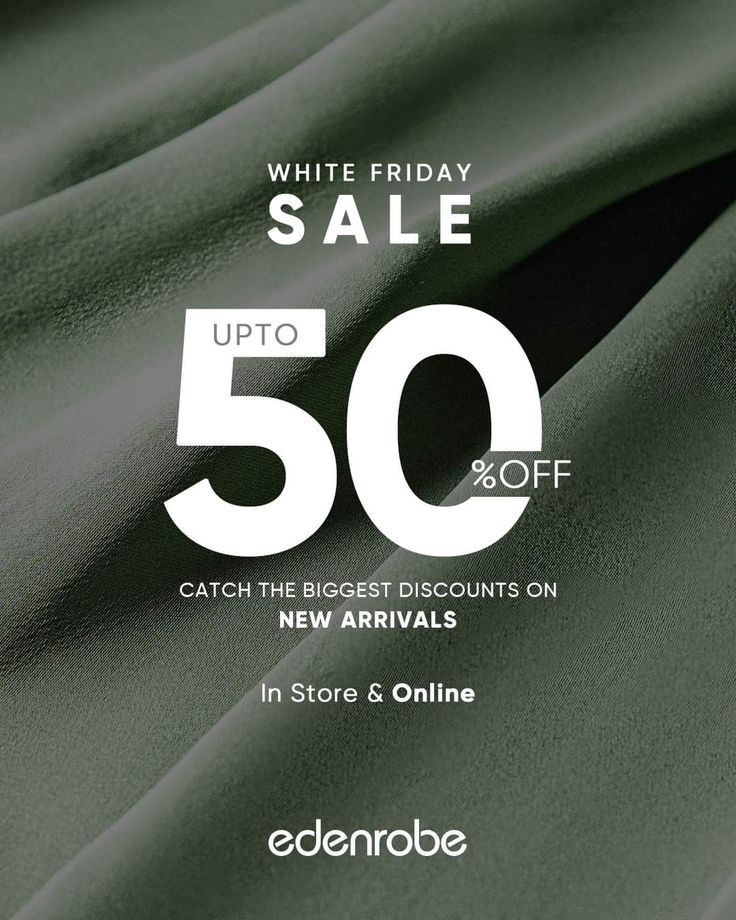 WHITE FRIDAY
SALE
UPTO
50
%OFF
CATCH THE BIGGEST DISCOUNTS ON
NEW ARRIVALS
In Store & Online
edenrobe